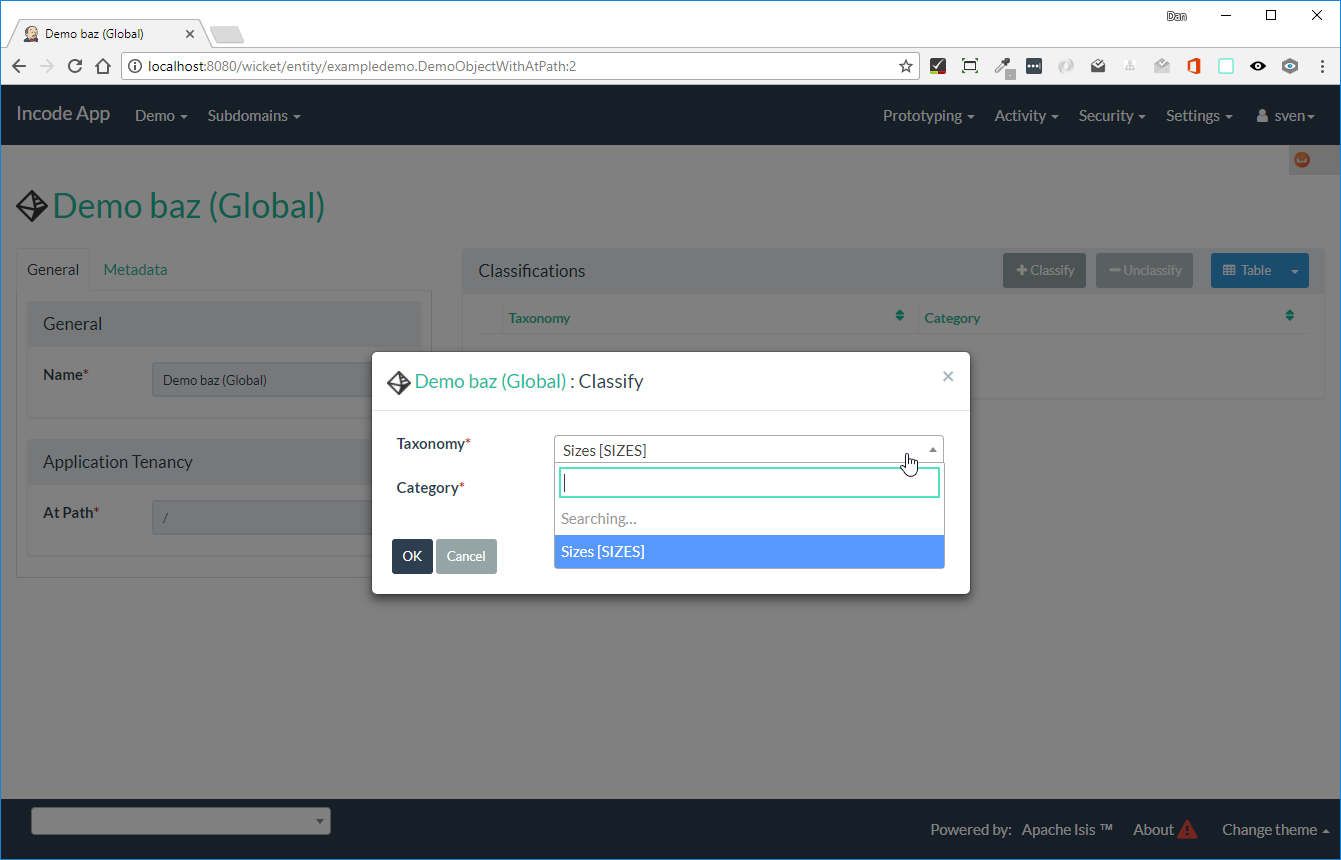 Dan
Demo baz (Global)
localhost:8080/wicket/entity/exampledemo.DemoObjectWithAtPath:2
Incode App Demo Subdomains Prototyping Activity Security Settings sven
Demo baz (Global)
General Metadata
Classifications Classify Unclassify Table
General
Taxonomy Category
Name* Demo baz (Global)
Demo baz (Global) : Classify ×
Taxonomy* Sizes [SIZES]
Category*
Searching...
Sizes [SIZES]
OK Cancel
Application Tenancy
At Path* /
Powered by: Apache Isis ™ About Change theme